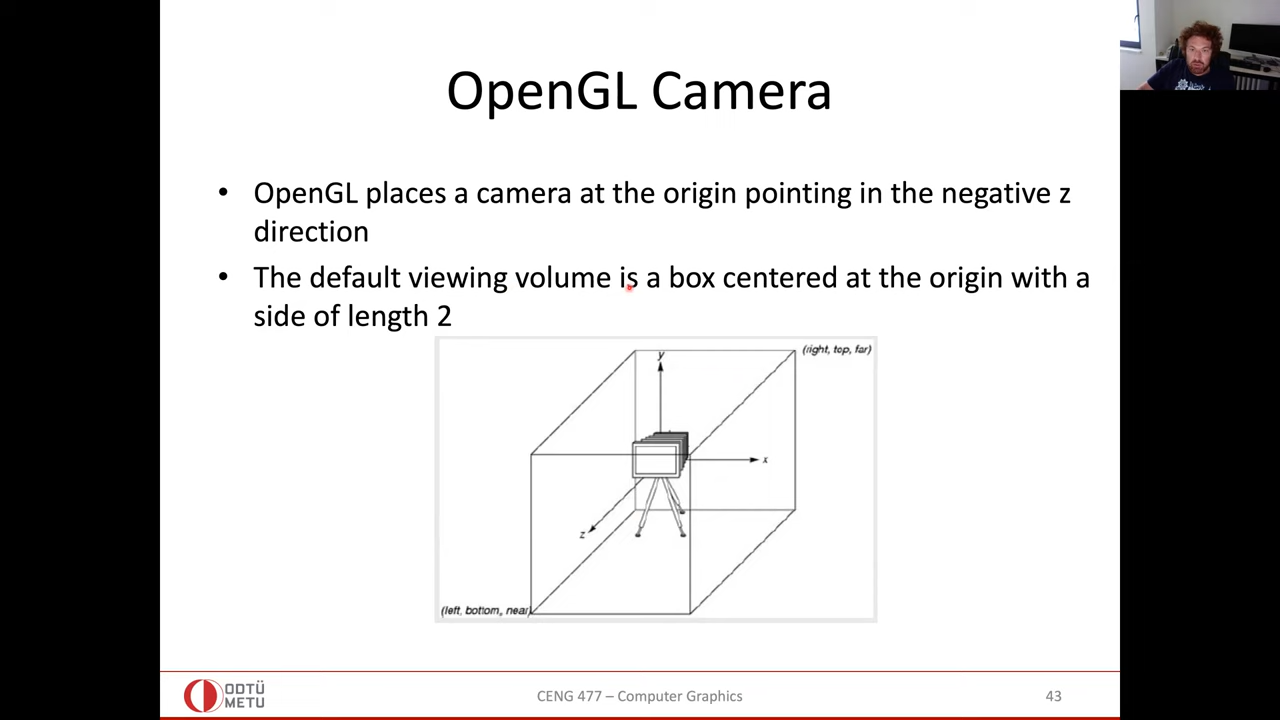 OpenGL Camera
• OpenGL places a camera at the origin pointing in the negative z
direction
• The default viewing volume is a box centered at the origin with a
side of length 2
(right, top, far)
y
x
z
(left, bottom, near)
ODTÜ
METU
CENG 477 – Computer Graphics
43